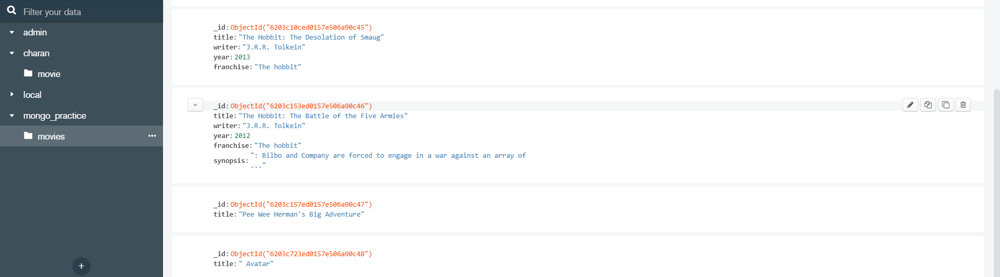 Filter your data
admin
charan
movie
local
mongo_practice
movies
_id: ObjectId("6203c10ced0157e506a90c45")
title: "The Hobbit: The Desolation of Smaug"
writer: "J.R.R. Tolkein"
year: 2013
franchise: "The hobbit"
_id: ObjectId("6203c153ed0157e506a90c46")
title: "The Hobbit: The Battle of the Five Armies"
writer: "J.R.R. Tolkein"
year: 2012
franchise: "The hobbit"
synopsis: ": Bilbo and Company are forced to engage in a war against an array of
..."
_id: ObjectId("6203c157ed0157e506a90c47")
title: "Pee Wee Herman's Big Adventure"
_id: ObjectId("6203c723ed0157e506a90c48")
title: " Avatar"